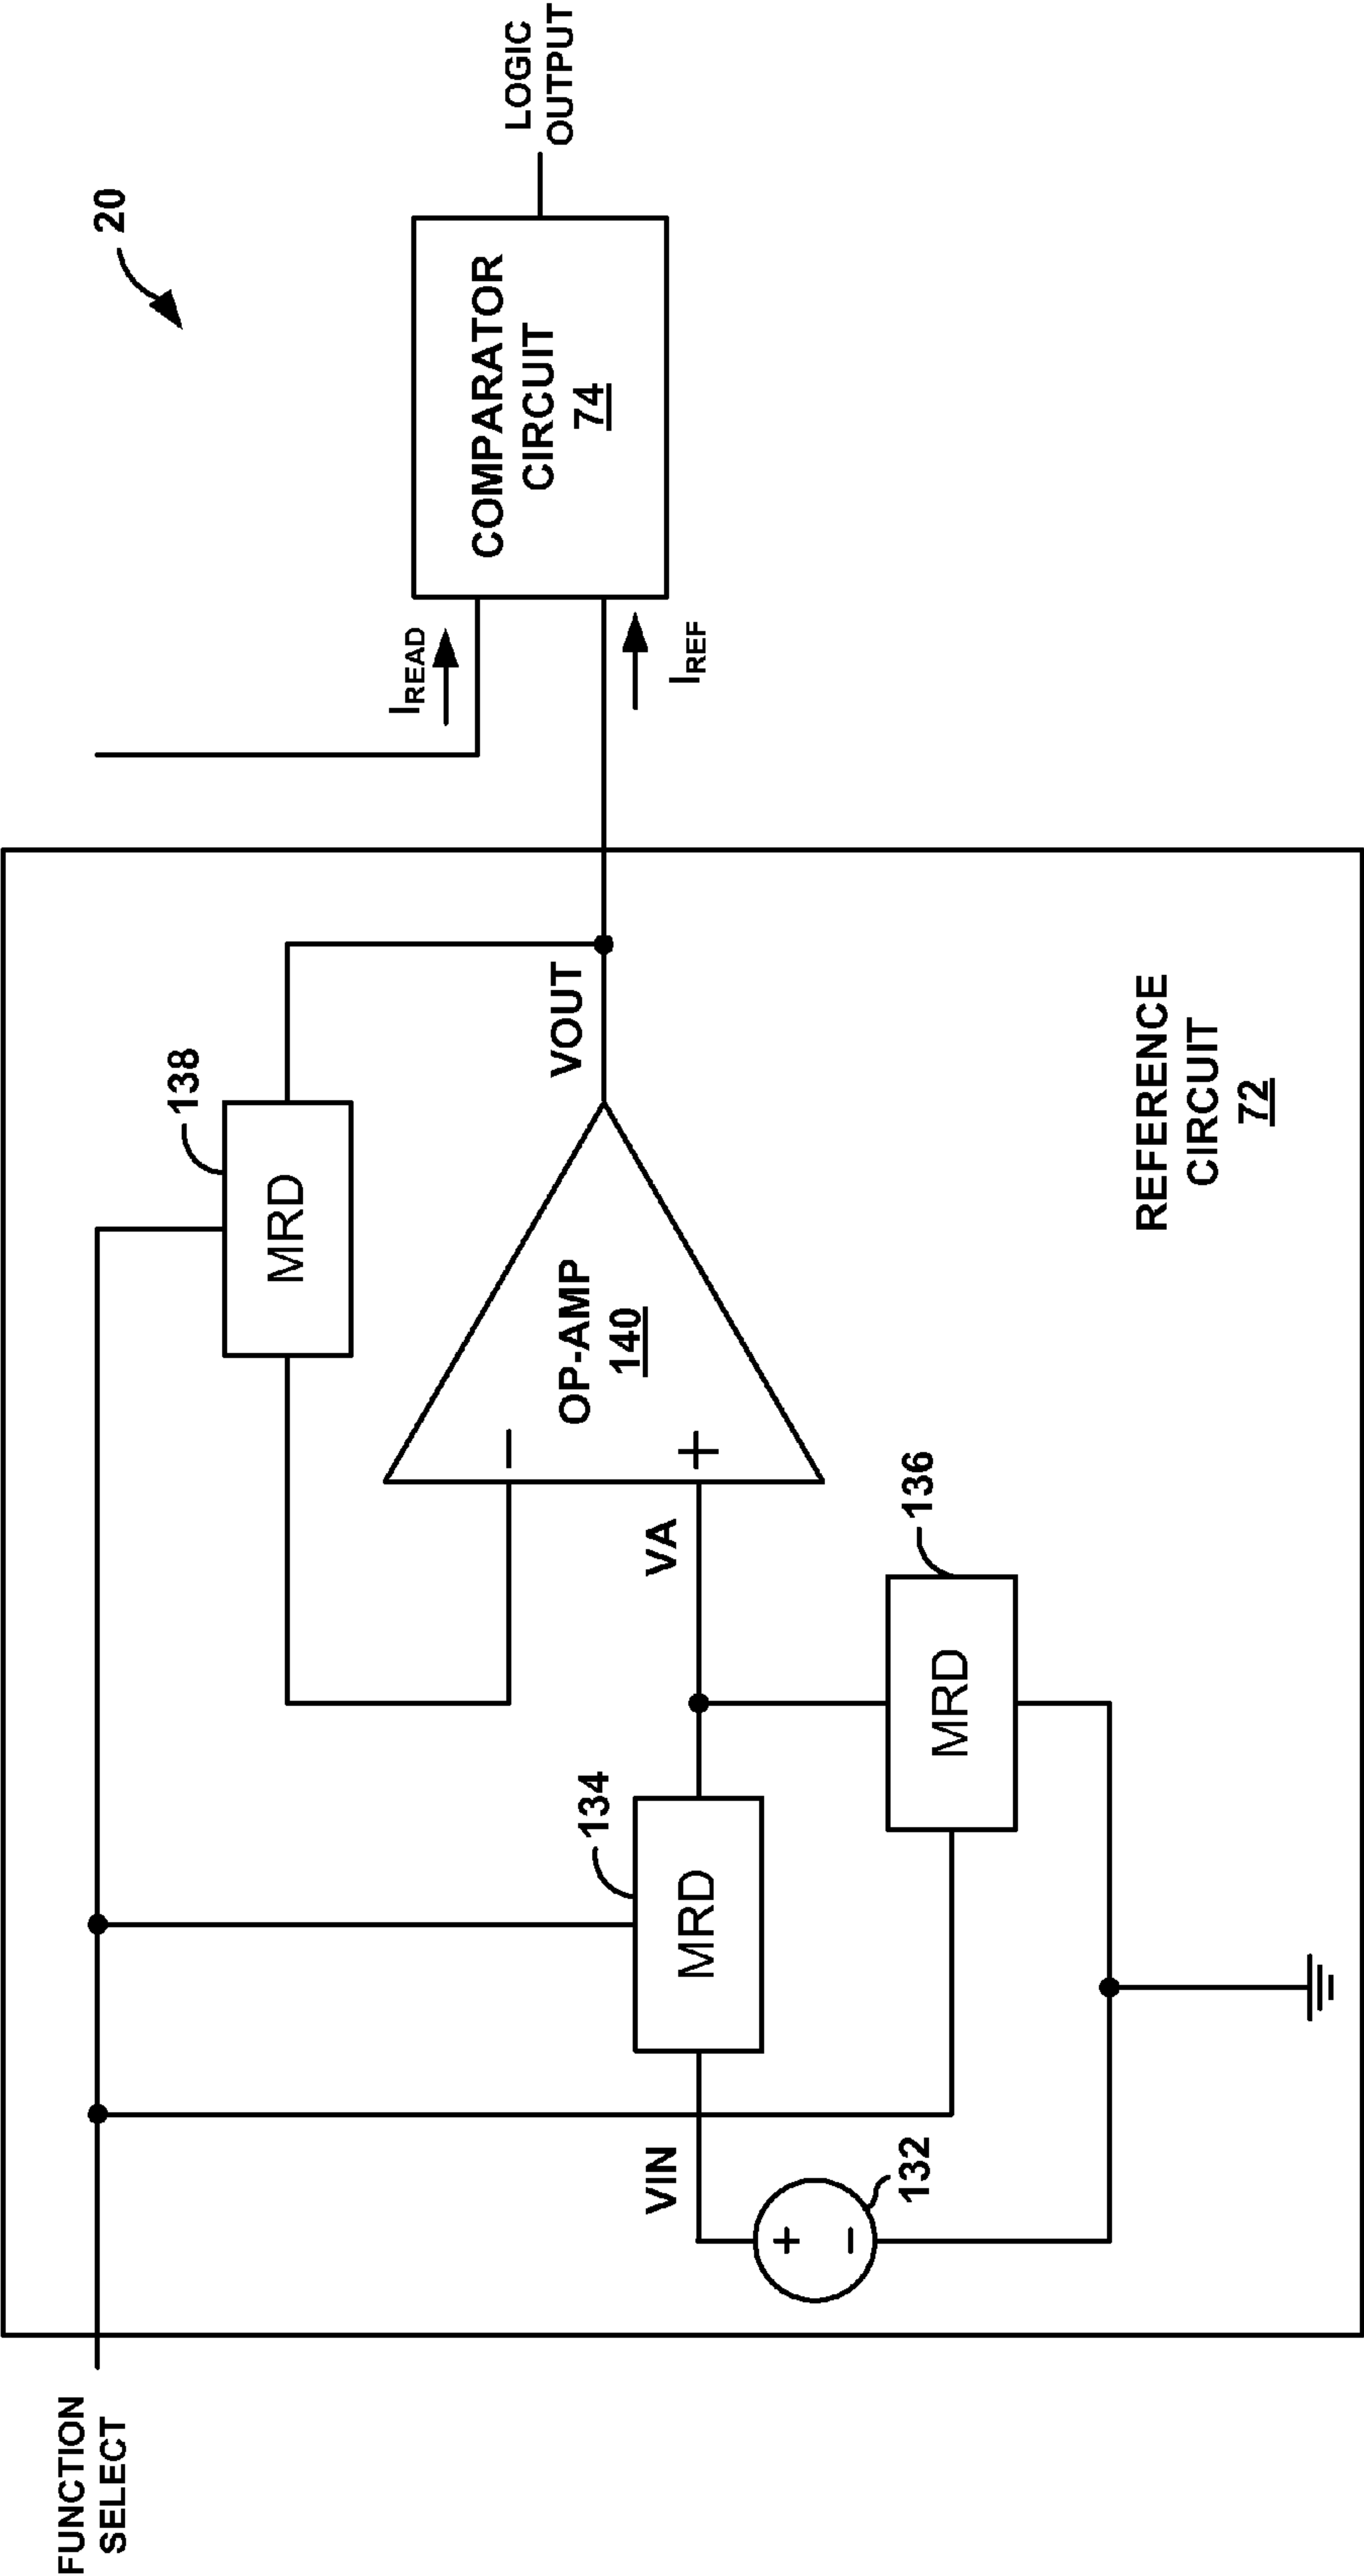 20
FUNCTION
SELECT
138
MRD
IREAD
LOGIC
OUTPUT
COMPARATOR
CIRCUIT
74
VOUT
IREF
OP-AMP
140
−
+
134
MRD
VA
VIN
+
−
132
136
MRD
REFERENCE
CIRCUIT
72